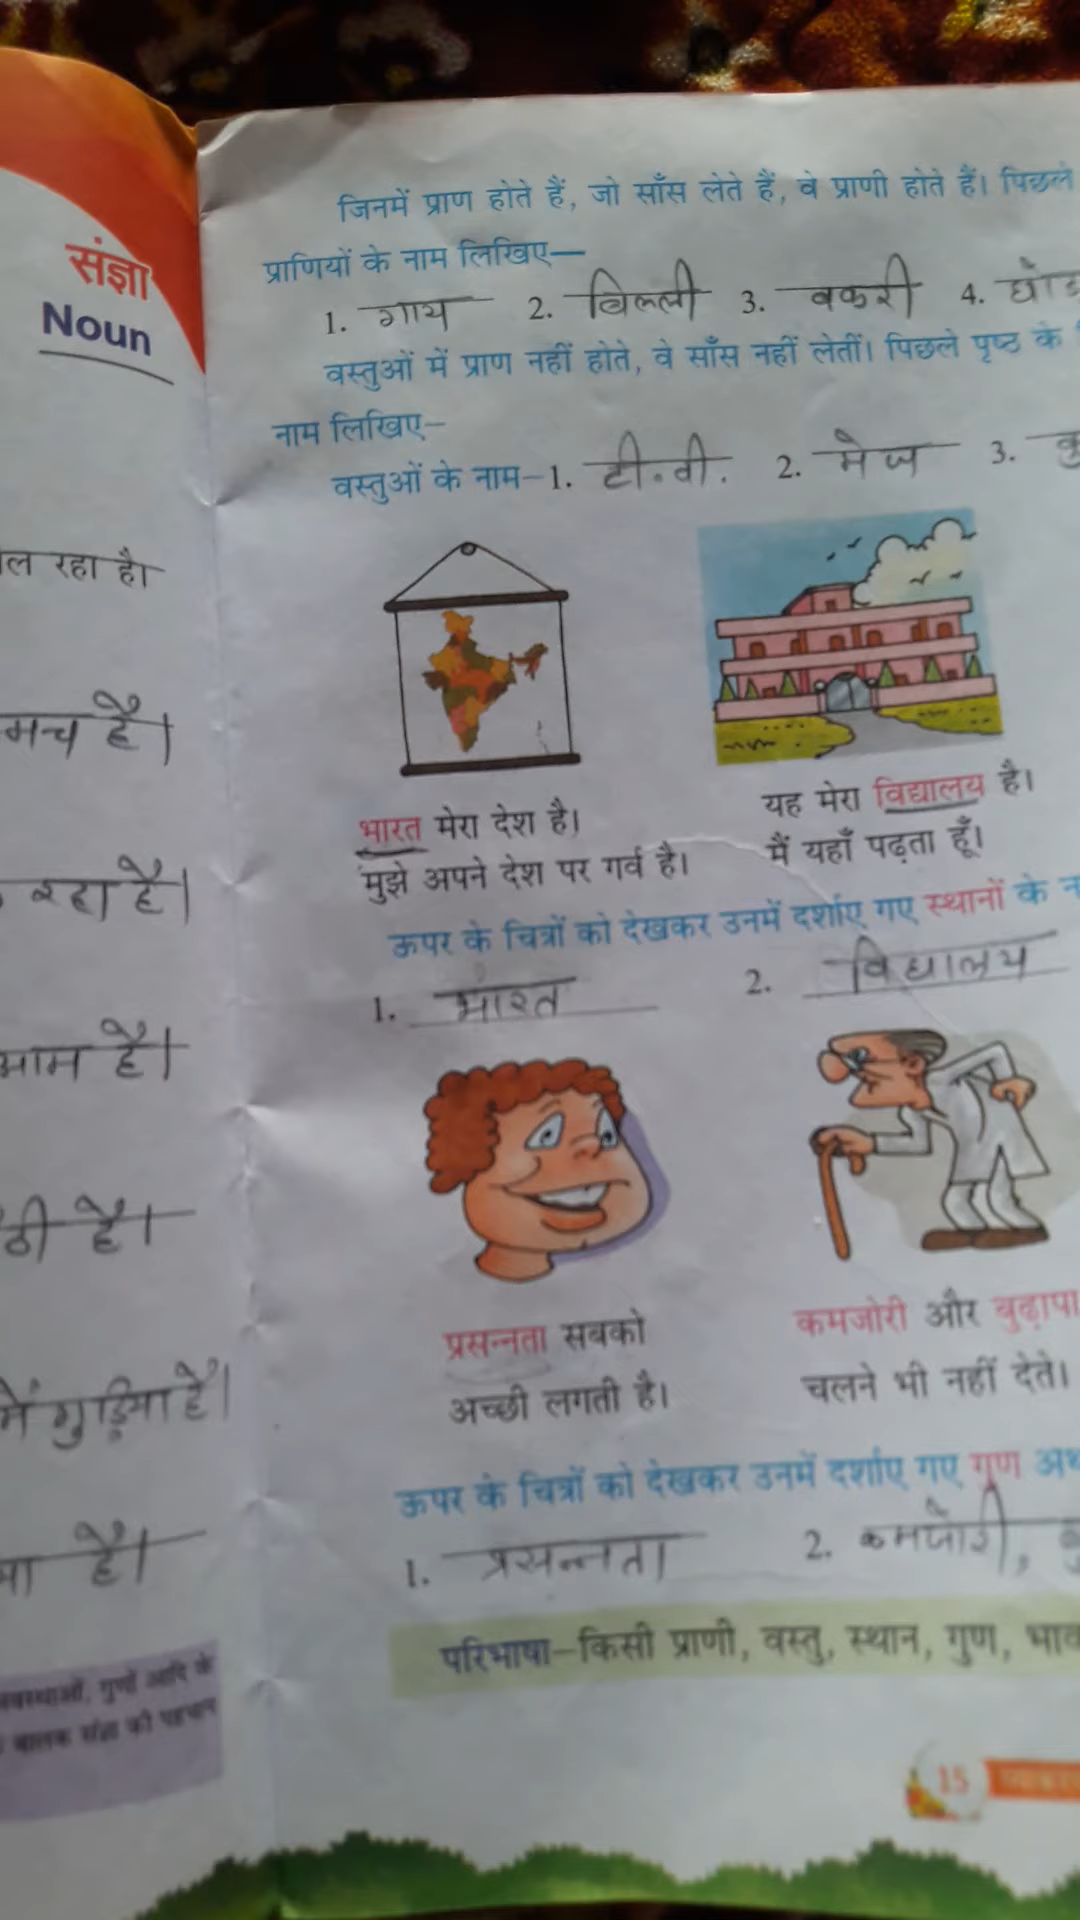 संज्ञा
Noun
ल रहा है।
मच है।
रहा है।
आम है।
ठी है।
में गुड़िया है।
है।
जिनमें प्राण होते हैं, जो साँस लेते हैं, वे प्राणी होते हैं। पिछले
प्राणियों के नाम लिखिए—
1. गाय 2. बिल्ली 3. बकरी 4.
वस्तुओं में प्राण नहीं होते, वे साँस नहीं लेतीं। पिछले पृष्ठ के
नाम लिखिए–
वस्तुओं के नाम–1. टी.वी. 2. मेज 3.
भारत मेरा देश है।
मुझे अपने देश पर गर्व है।
यह मेरा विद्यालय है।
मैं यहाँ पढ़ता हूँ।
ऊपर के चित्रों को देखकर उनमें दर्शाए गए स्थानों के
1. भारत 2. विद्यालय
प्रसन्नता सबको
अच्छी लगती है।
कमजोरी और बुढ़ापा
चलने भी नहीं देते।
ऊपर के चित्रों को देखकर उनमें दर्शाए गए गुण
1. प्रसन्नता 2. कमजोरी,
परिभाषा–किसी प्राणी, वस्तु, स्थान, गुण,
15